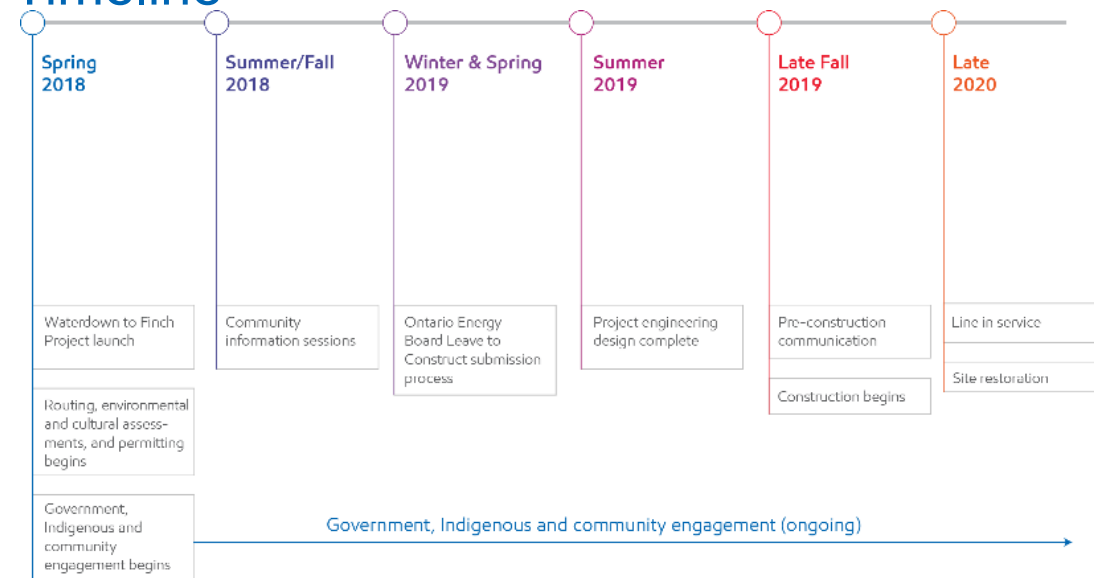 Timeline
Spring
2018
Summer/Fall
2018
Winter & Spring
2019
Summer
2019
Late Fall
2019
Late
2020
Waterdown to Finch
Project launch
Routing, environmental
and cultural assess-
ments, and permitting
begins
Government,
Indigenous and
community
engagement begins
Community
information sessions
Ontario Energy
Board Leave to
Construct submission
process
Project engineering
design complete
Pre-construction
communication
Construction begins
Line in service
Site restoration
Government, Indigenous and community engagement (ongoing)